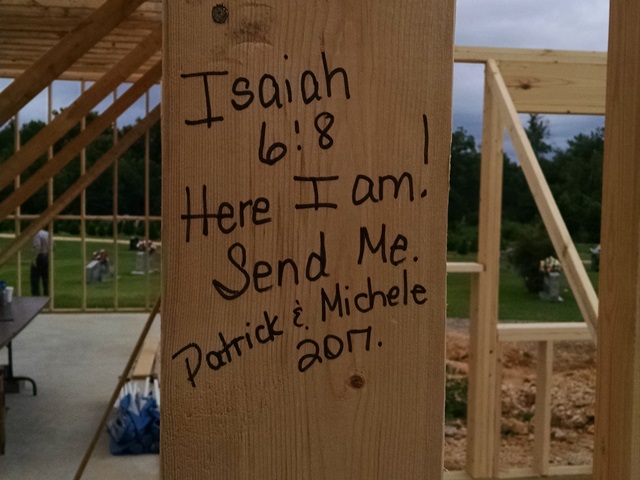 Isaiah
6:8
Here I am!
Send Me.
Patrick & Michele
2017.